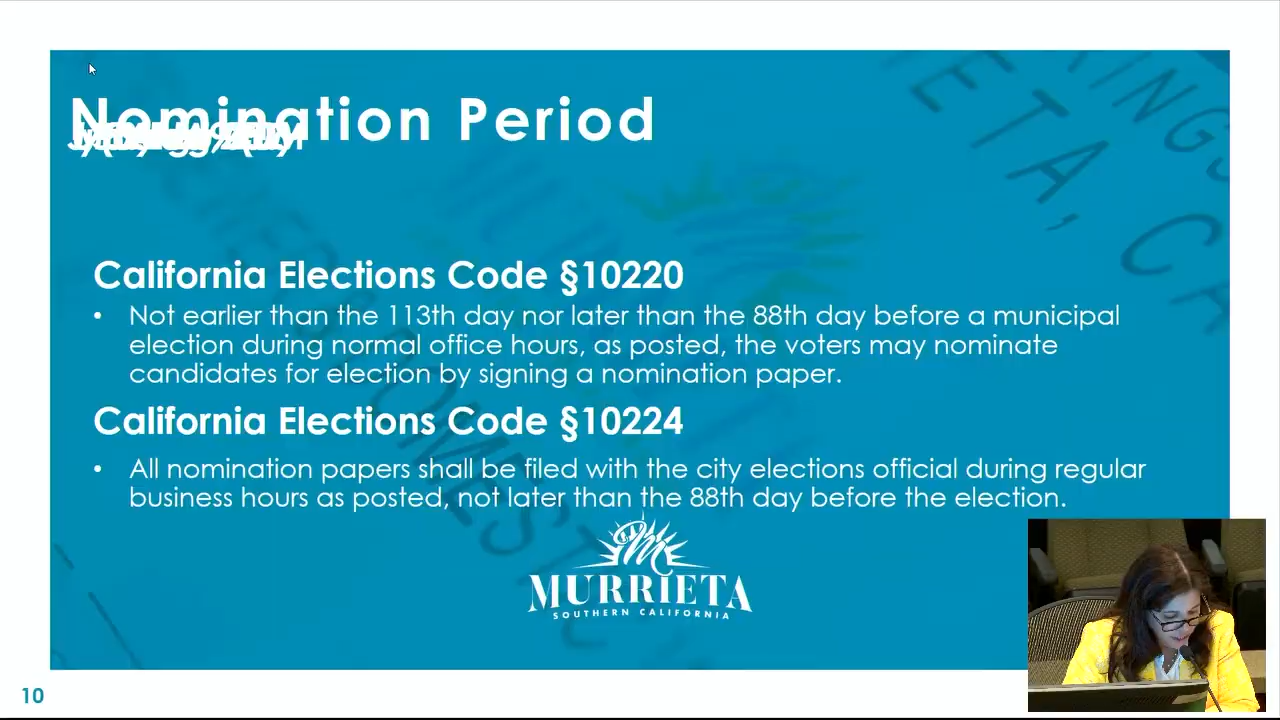 Nomination Period
California Elections Code §10220
• Not earlier than the 113th day nor later than the 88th day before a municipal
election during normal office hours, as posted, the voters may nominate
candidates for election by signing a nomination paper.
California Elections Code §10224
• All nomination papers shall be filed with the city elections official during regular
business hours as posted, not later than the 88th day before the election.
M
MURRIETA
SOUTHERN CALIFORNIA
10